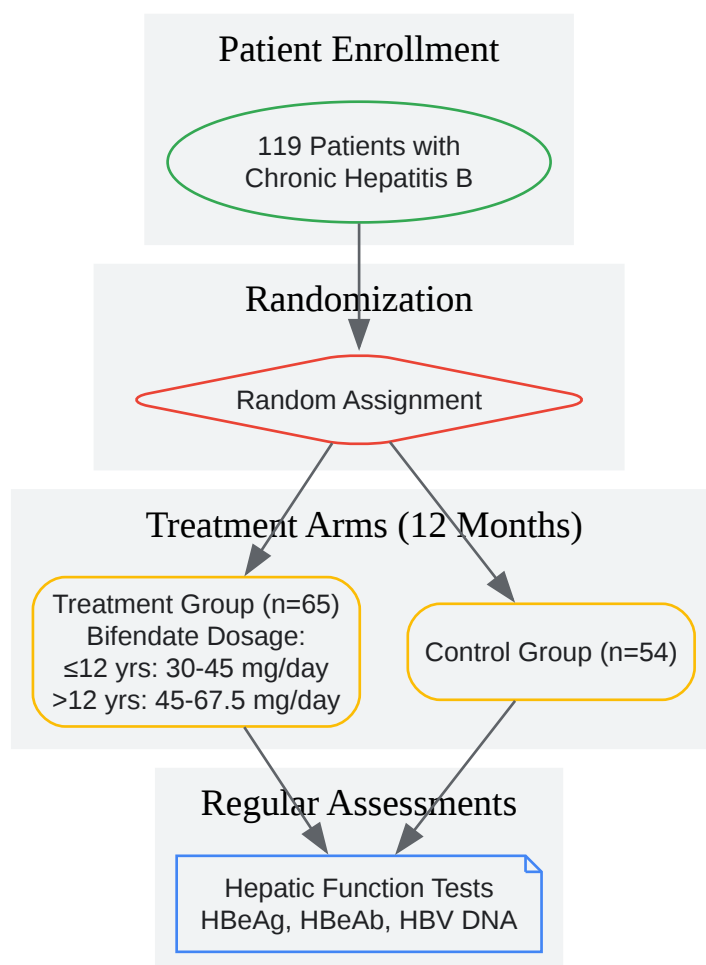 Patient Enrollment
119 Patients with
Chronic Hepatitis B
Randomization
Random Assignment
Treatment Arms (12 Months)
Treatment Group (n=65)
Bifendate Dosage:
≤12 yrs: 30-45 mg/day
>12 yrs: 45-67.5 mg/day
Control Group (n=54)
Regular Assessments
Hepatic Function Tests
HBeAg, HBeAb, HBV DNA